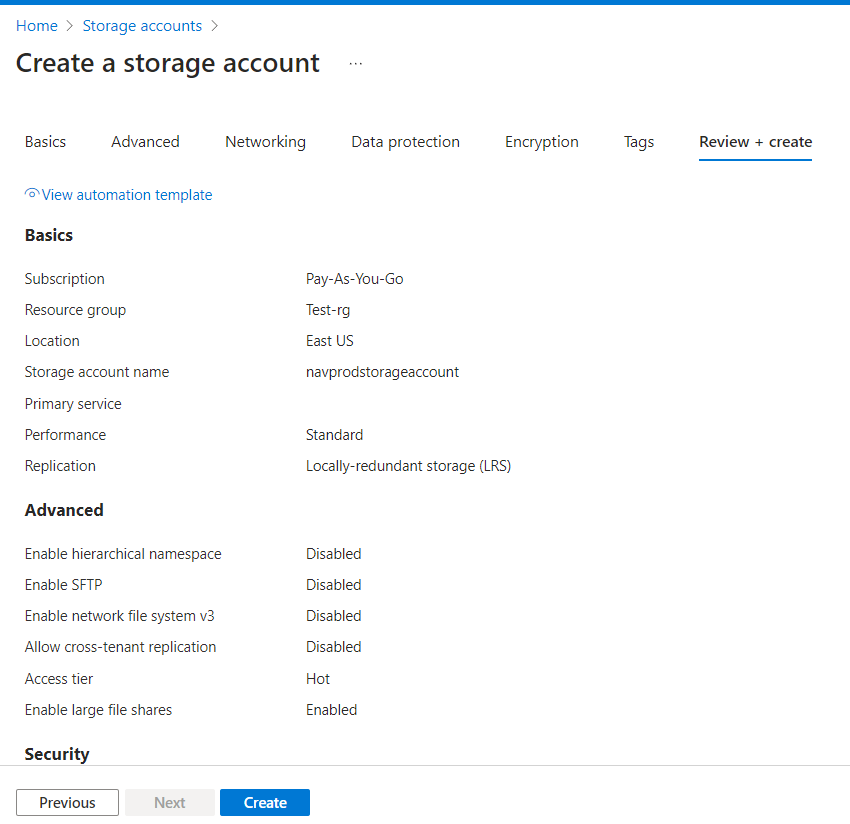 Home > Storage accounts >
Create a storage account ...
Basics Advanced Networking Data protection Encryption Tags Review + create
View automation template
Basics
Subscription Pay-As-You-Go
Resource group Test-rg
Location East US
Storage account name navprodstorageaccount
Primary service
Performance Standard
Replication Locally-redundant storage (LRS)
Advanced
Enable hierarchical namespace Disabled
Enable SFTP Disabled
Enable network file system v3 Disabled
Allow cross-tenant replication Disabled
Access tier Hot
Enable large file shares Enabled
Security
Previous Next Create